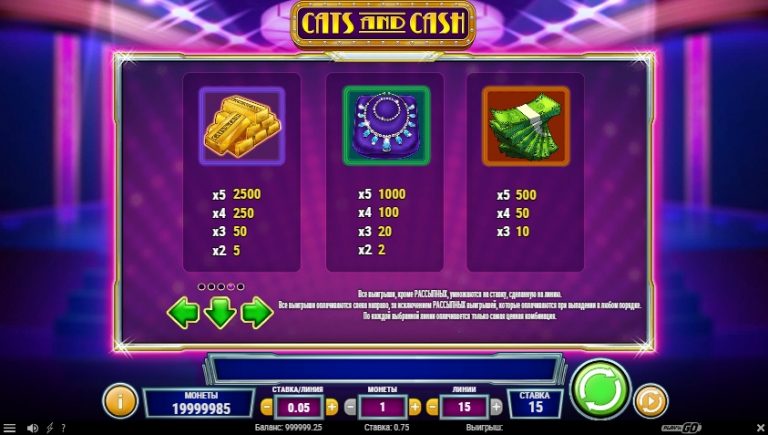 CATS AND CASH
x5 2500
x4 250
x3 50
x2 5
x5 1000
x4 100
x3 20
x2 2
x5 500
x4 50
x3 10
Все выигрыши, кроме РАССЫПНЫХ, умножаются на ставку, сделанную на линию.
Все выигрыши оплачиваются слева направо, за исключением РАССЫПНЫХ выигрышей, которые оплачиваются при выпадении в любом порядке.
По каждой выбранной линии оплачивается только самая ценная комбинация.
МОНЕТЫ
19999985
СТАВКА/ЛИНИЯ
0.05
МОНЕТЫ
1
ЛИНИИ
15
СТАВКА
15
Баланс: 999999.25
Ставка: 0.75
Выигрыш:
PLAY'N GO